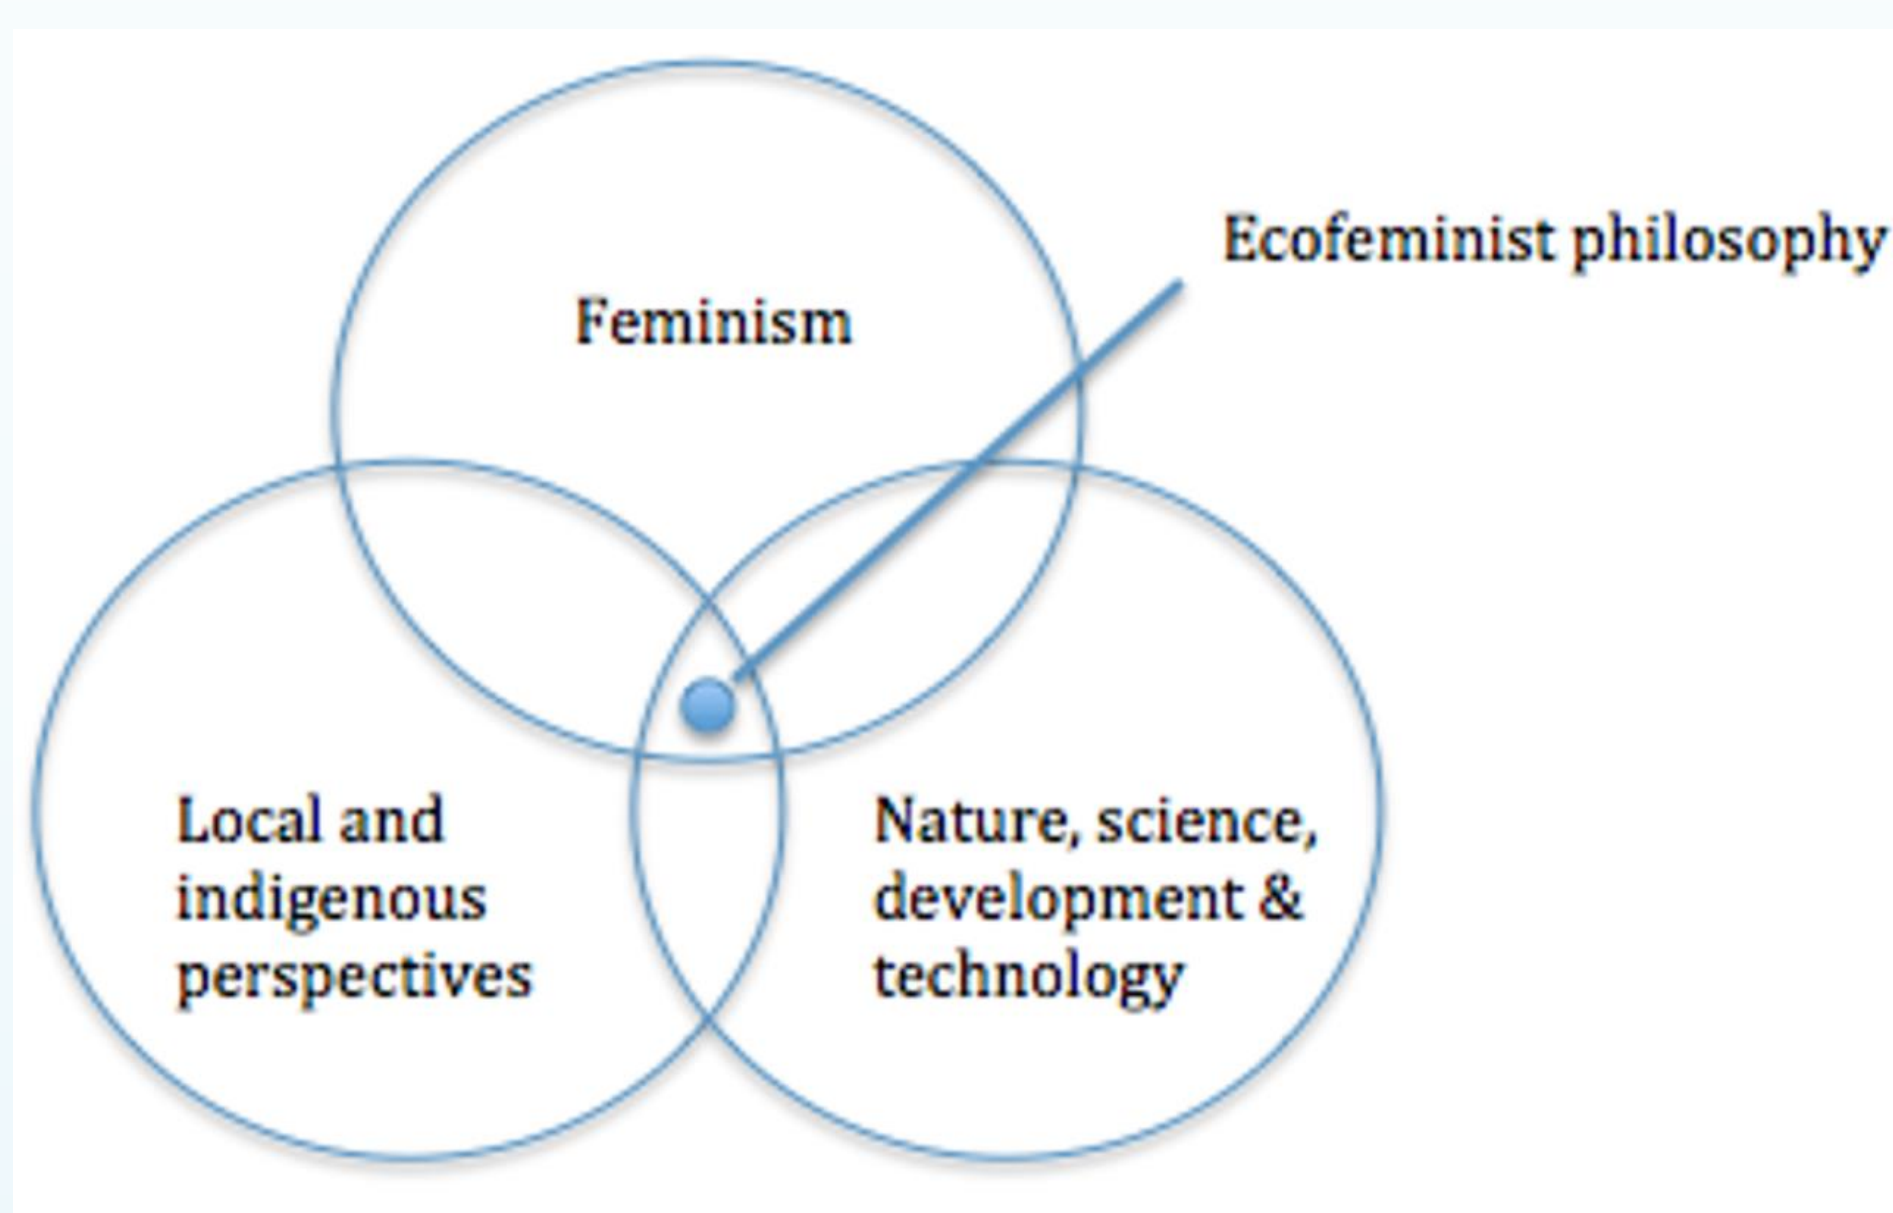 Ecofeminist philosophy
Feminism
Local and
indigenous
perspectives
Nature, science,
development &
technology